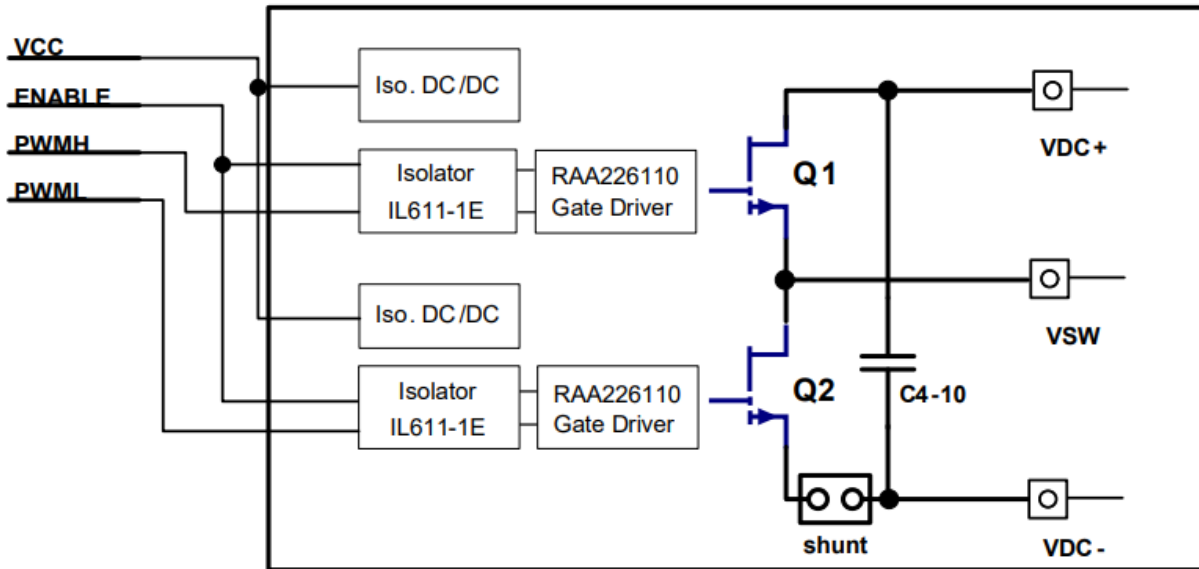 VCC
ENABLE
PWMH
PWML
Iso. DC/DC
Isolator
IL611-1E
RAA226110
Gate Driver
Q1
VDC+
Iso. DC/DC
VSW
Isolator
IL611-1E
RAA226110
Gate Driver
Q2
C4-10
shunt
VDC-